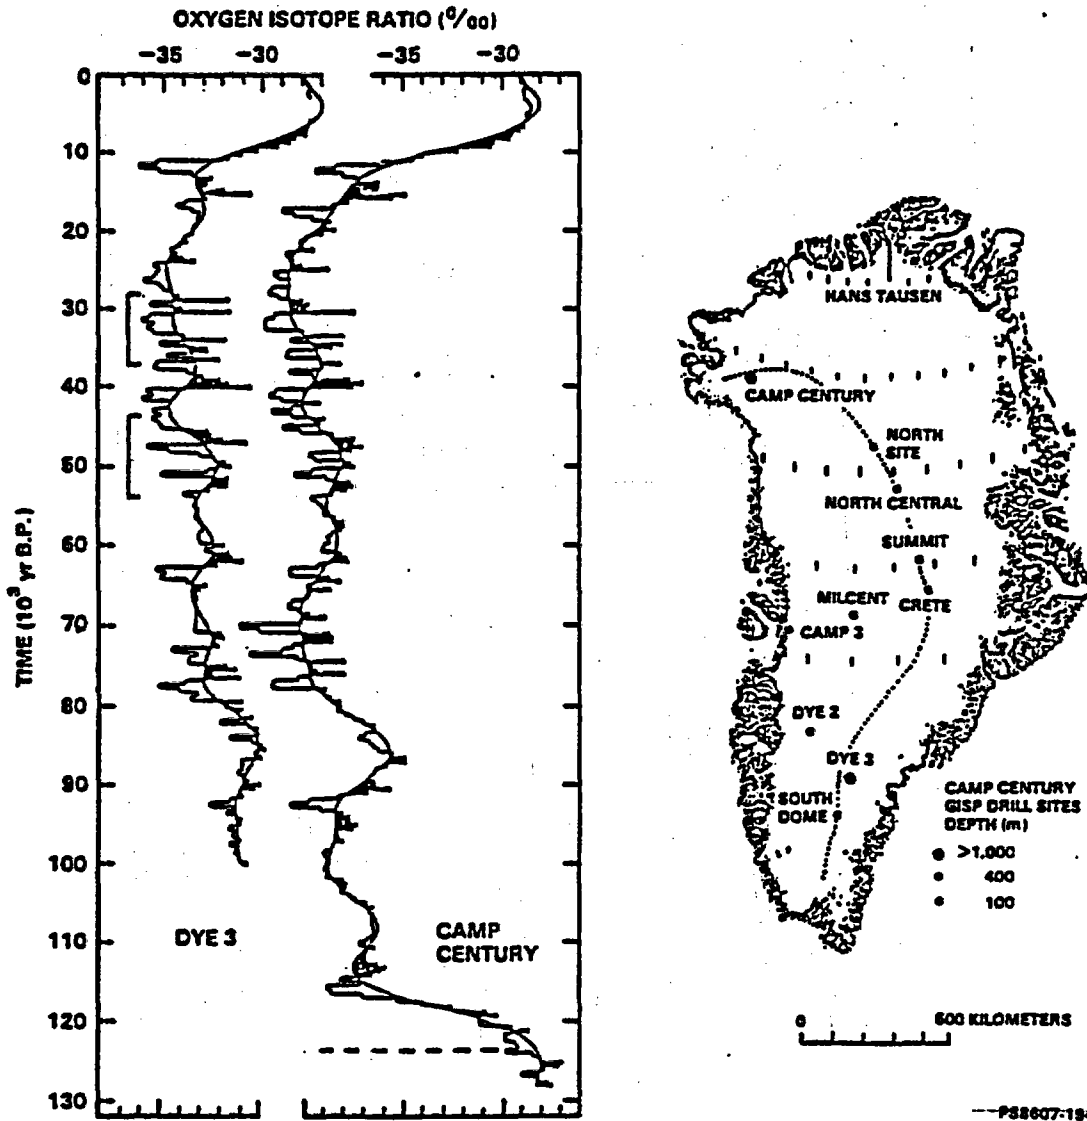 OXYGEN ISOTOPE RATIO (‰)
−35 −30 −35 −30
0
10
20
30
40
50
60
70
80
90
100
110
120
130
TIME (10³ yr B.P.)
DYE 3
CAMP
CENTURY
HANS TAUSEN
CAMP CENTURY
NORTH
SITE
NORTH CENTRAL
SUMMIT
MILCENT
CRETE
CAMP 3
DYE 2
DYE 3
SOUTH
DOME
CAMP CENTURY
GISP DRILL SITES
DEPTH (m)
>1,000
400
100
0 500 KILOMETERS